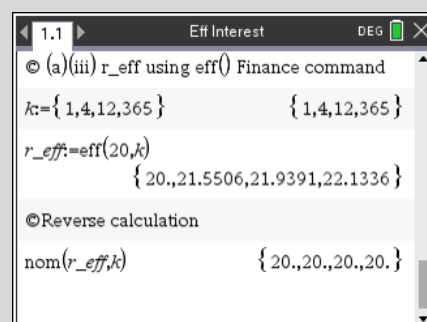 1.1 Eff Interest DEG
© (a)(iii) r_eff using eff() Finance command
k:={1,4,12,365} {1,4,12,365}
r_eff:=eff(20,k)
{20.,21.5506,21.9391,22.1336}
©Reverse calculation
nom(r_eff,k) {20.,20.,20.,20.}